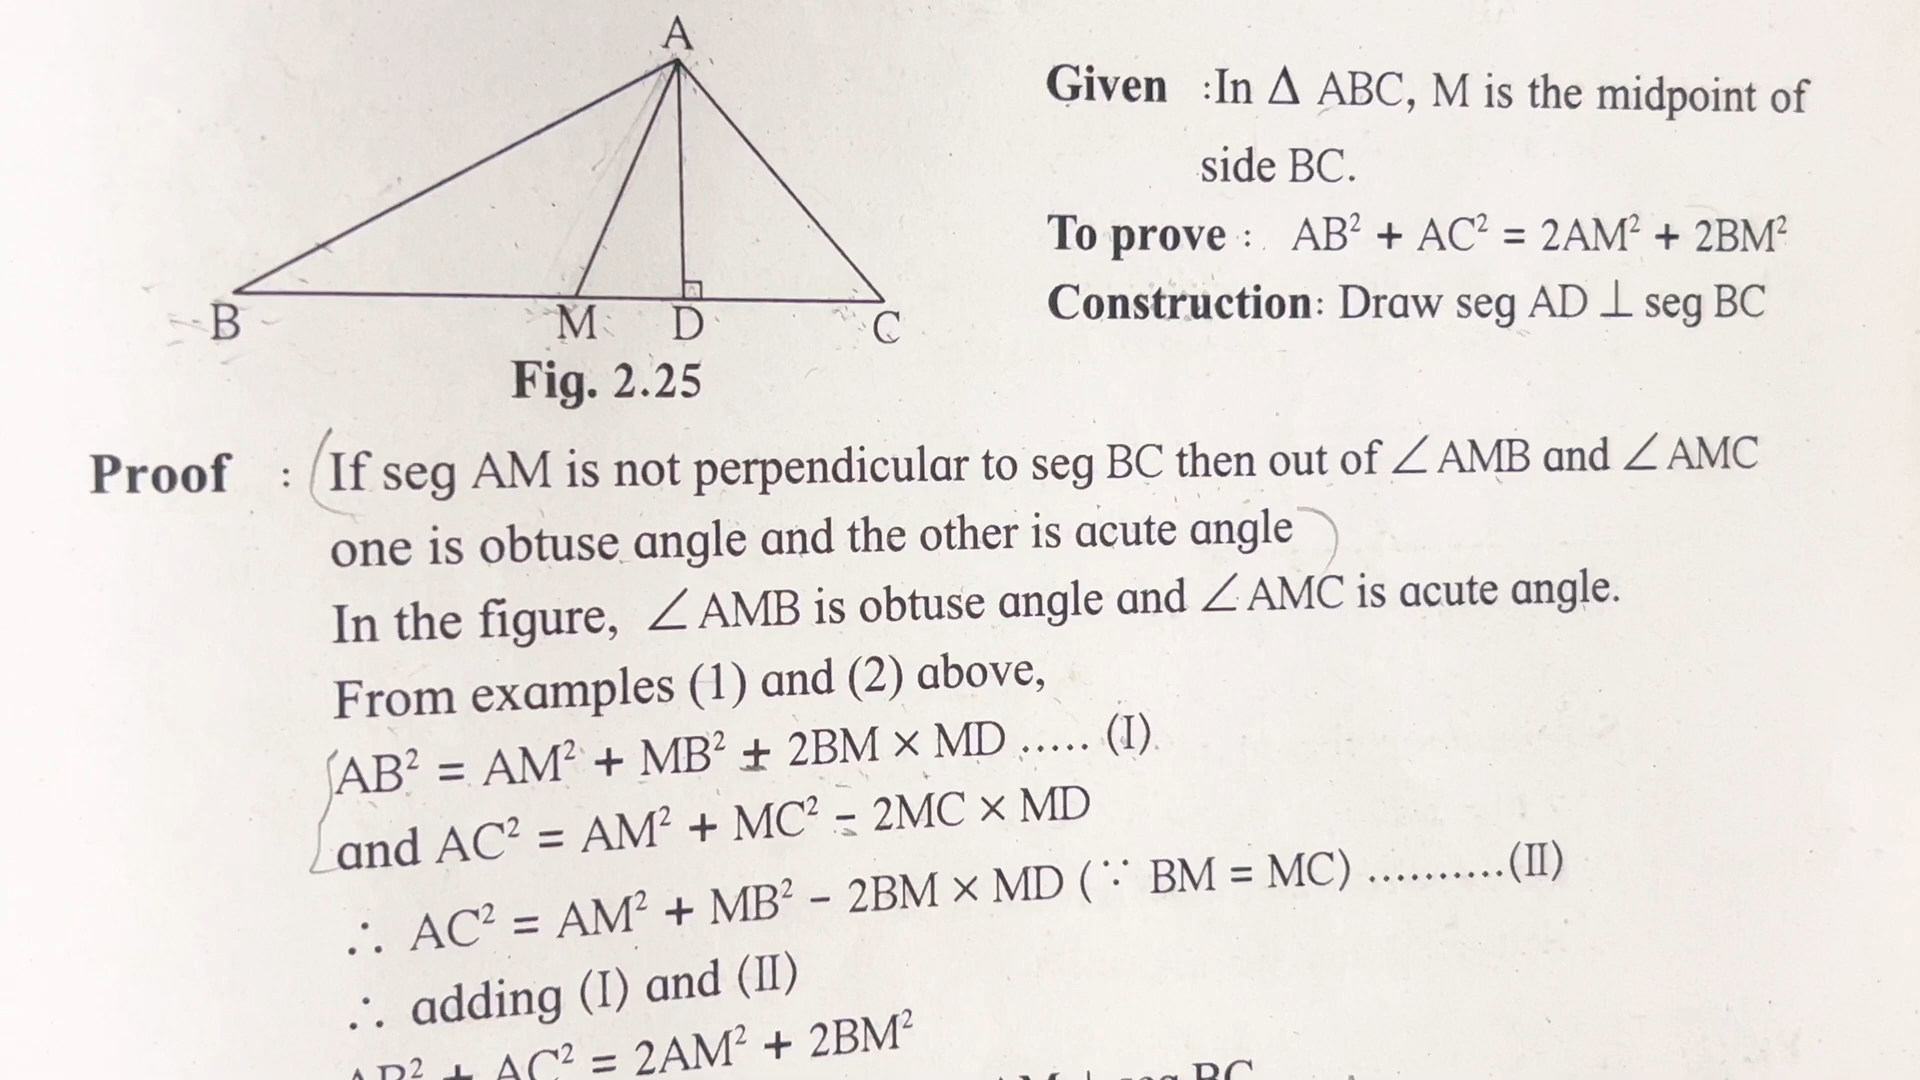 A
B
M
D
C
Fig. 2.25
Given :In Δ ABC, M is the midpoint of
side BC.
To prove : AB² + AC² = 2AM² + 2BM²
Construction: Draw seg AD ⊥ seg BC
Proof : (If seg AM is not perpendicular to seg BC then out of ∠AMB and ∠AMC
one is obtuse angle and the other is acute angle)
In the figure, ∠AMB is obtuse angle and ∠AMC is acute angle.
From examples (1) and (2) above,
AB² = AM² + MB² ± 2BM × MD ..... (I)
and AC² = AM² + MC² - 2MC × MD
∴ AC² = AM² + MB² - 2BM × MD (∵ BM = MC) ..........(II)
∴ adding (I) and (II)
AB² + AC² = 2AM² + 2BM²
BC